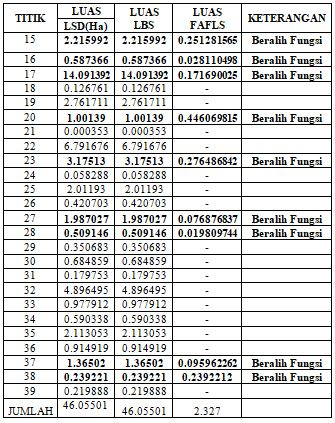 TITIK LUAS LSD(Ha) LUAS LBS LUAS FAFLS KETERANGAN
15 2.215992 2.215992 0.251281565 Beralih Fungsi
16 0.587366 0.587366 0.028110498 Beralih Fungsi
17 14.091392 14.091392 0.171690025 Beralih Fungsi
18 0.126761 0.126761 -
19 2.761711 2.761711 -
20 1.00139 1.00139 0.446069815 Beralih Fungsi
21 0.000353 0.000353 -
22 6.791676 6.791676 -
23 3.17513 3.17513 0.276486842 Beralih Fungsi
24 0.058288 0.058288 -
25 2.01193 2.01193 -
26 0.420703 0.420703 -
27 1.987027 1.987027 0.076876837 Beralih Fungsi
28 0.509146 0.509146 0.019809744 Beralih Fungsi
29 0.350683 0.350683 -
30 0.684859 0.684859 -
31 0.179753 0.179753 -
32 4.896495 4.896495 -
33 0.977912 0.977912 -
34 0.590338 0.590338 -
35 2.113053 2.113053 -
36 0.914919 0.914919 -
37 1.36502 1.36502 0.095962262 Beralih Fungsi
38 0.239221 0.239221 0.2392212 Beralih Fungsi
39 0.219888 0.219888 -
JUMLAH 46.05501 46.05501 2.327